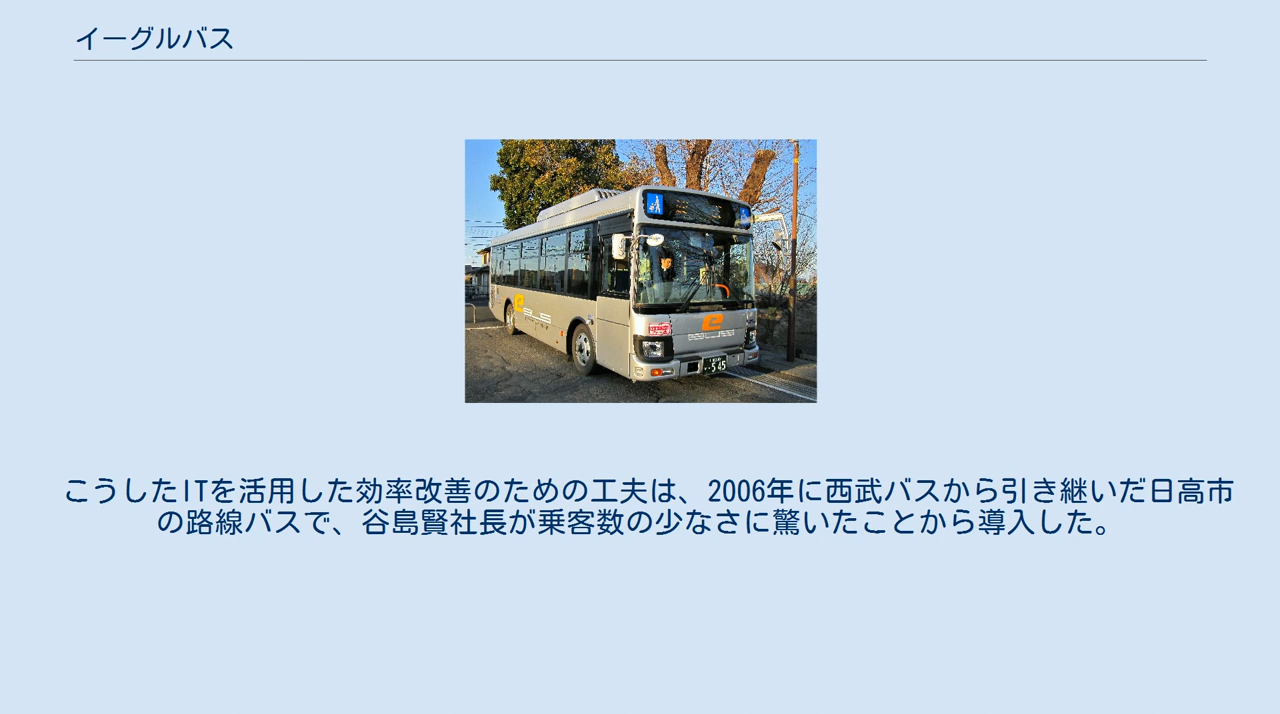 イーグルバス
e
545
こうしたITを活用した効率改善のための工夫は、2006年に西武バスから引き継いだ日高市
の路線バスで、谷島賢社長が乗客数の少なさに驚いたことから導入した。